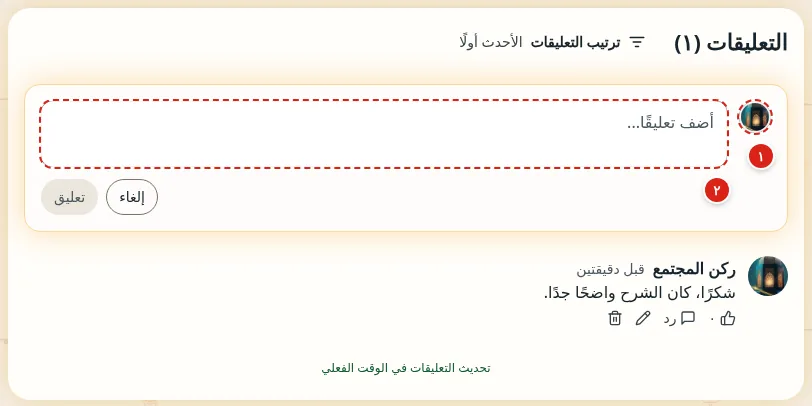 التعليقات (١) ترتيب التعليقات الأحدث أولًا
أضف تعليقًا...
١
٢
إلغاء تعليق
ركن المجتمع قبل دقيقتين
شكرًا، كان الشرح واضحًا جدًا.
· رد
تحديث التعليقات في الوقت الفعلي